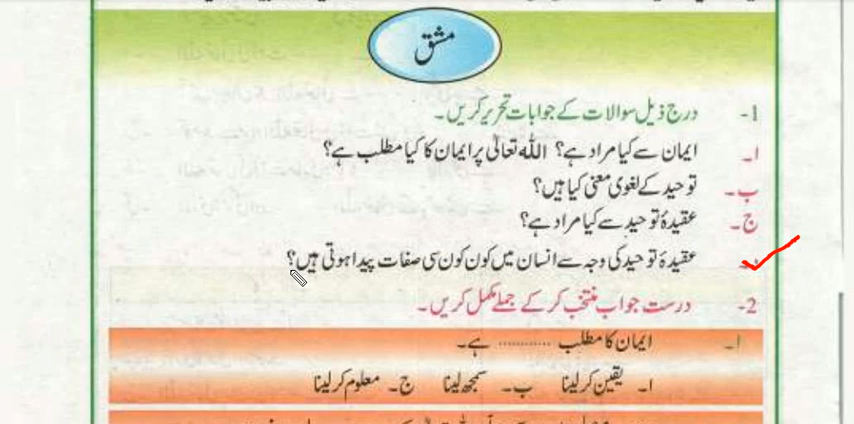 مشق
1- درج ذیل سوالات کے جوابات تحریر کریں۔
ا۔ ایمان سے کیا مراد ہے؟ اللہ تعالیٰ پر ایمان کا کیا مطلب ہے؟
ب۔ توحید کے لغوی معنی کیا ہیں؟
ج۔ عقیدۂ توحید سے کیا مراد ہے؟
عقیدۂ توحید کی وجہ سے انسان میں کون کون سی صفات پیدا ہوتی ہیں؟
2- درست جواب منتخب کر کے جملے مکمل کریں۔
ا۔ ایمان کا مطلب ............ ہے۔
ا۔ یقین کر لینا ب۔ سمجھ لینا ج۔ معلوم کر لینا